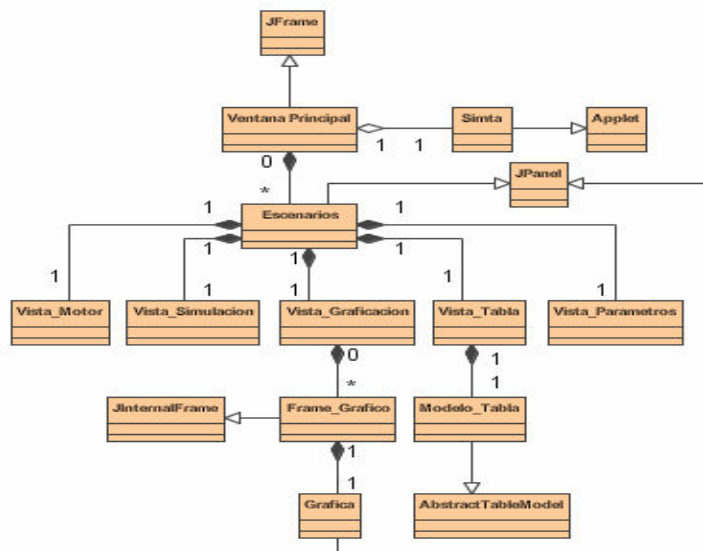 JFrame
Ventana Principal
Simta
Applet
1
1
0
*
JPanel
Escenarios
1
1
1
1
1
1
1
1
1
1
Vista_Motor
Vista_Simulacion
Vista_Graficacion
Vista_Tabla
Vista_Parametros
0
*
1
1
JInternalFrame
Frame_Grafico
Modelo_Tabla
1
1
Grafica
AbstractTableModel